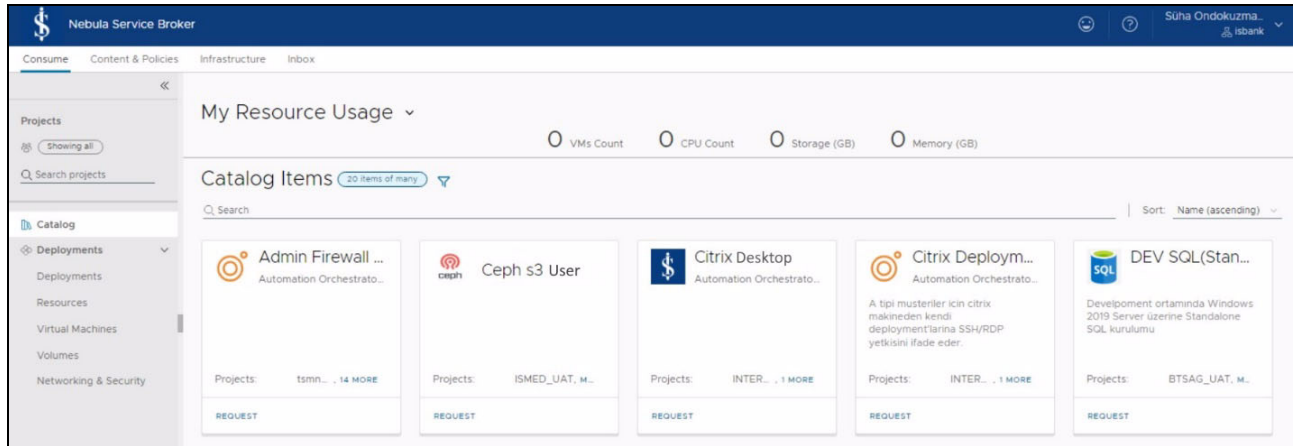 Nebula Service Broker
Süha Ondokuzma...
isbank
Consume Content & Policies Infrastructure Inbox
Projects
Showing all
Search projects
Catalog
Deployments
Deployments
Resources
Virtual Machines
Volumes
Networking & Security
My Resource Usage
0 VMs Count 0 CPU Count 0 Storage (GB) 0 Memory (GB)
Catalog Items 20 items of many
Search
Sort: Name (ascending)
Admin Firewall ...
Automation Orchestrato...
Projects: tsmn... , 14 MORE
REQUEST
ceph
Ceph s3 User
Projects: ISMED_UAT, M...
REQUEST
Citrix Desktop
Automation Orchestrato...
Projects: INTER... , 1 MORE
REQUEST
Citrix Deploym...
Automation Orchestrato...
A tipi musteriler icin citrix
makineden kendi
deployment'larina SSH/RDP
yetkisini ifade eder.
Projects: INTER... , 1 MORE
REQUEST
SQL
DEV SQL(Stan...
Develpoment ortamında Windows
2019 Server üzerine Standalone
SQL kurulumu
Projects: BTSAG_UAT, M...
REQUEST